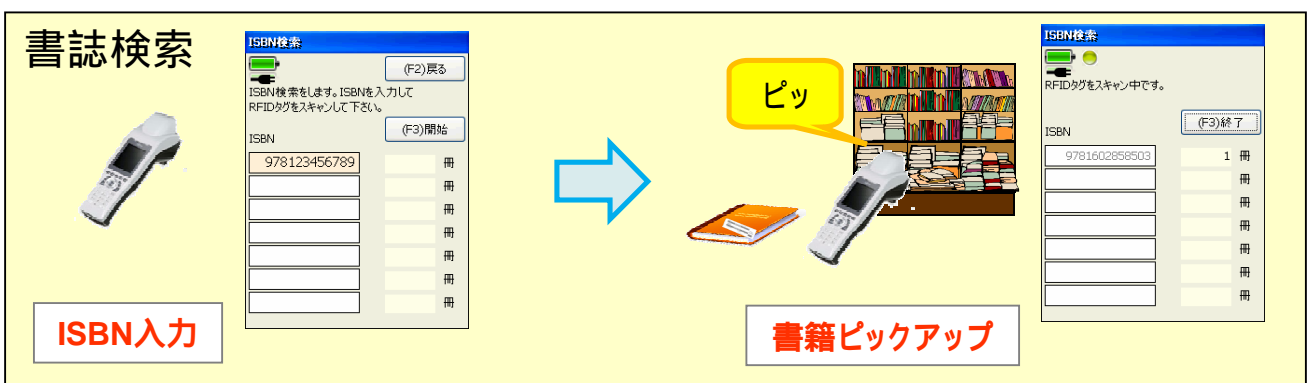 書誌検索
ISBN検索
(F2)戻る
ISBN検索をします。ISBNを入力して
RFIDタグをスキャンして下さい。
(F3)開始
ISBN
978123456789
冊
冊
冊
冊
冊
冊
冊
ISBN入力
ピッ
書籍ピックアップ
ISBN検索
RFIDタグをスキャン中です。
(F3)終了
ISBN
9781602858503 1 冊
冊
冊
冊
冊
冊
冊